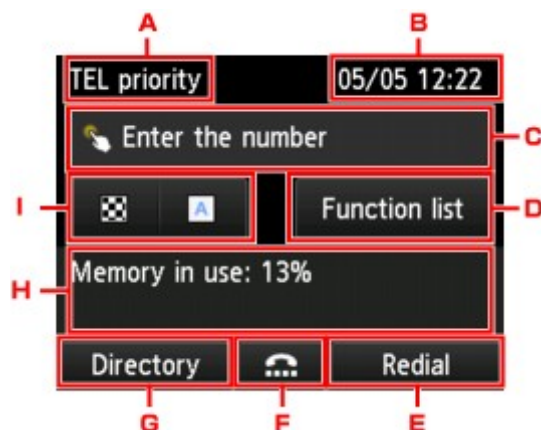 A B
TEL priority 05/05 12:22
Enter the number C
I A Function list D
H Memory in use: 13%
Directory Redial
G F E